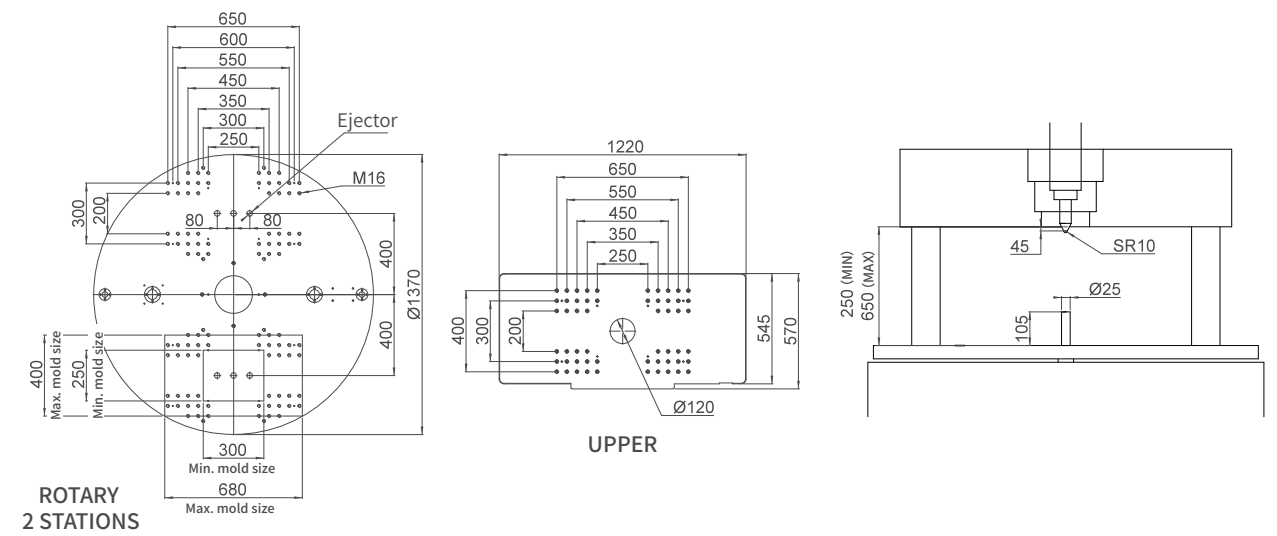 650
600
550
450
350
300
250
Ejector
M16
300
200
80
80
400
400
Ø1370
400
Max. mold size
250
Min. mold size
300
Min. mold size
680
Max. mold size
ROTARY
2 STATIONS
1220
650
550
450
350
250
400
300
200
545
570
Ø120
UPPER
45
SR10
250 (MIN)
650 (MAX)
Ø25
105